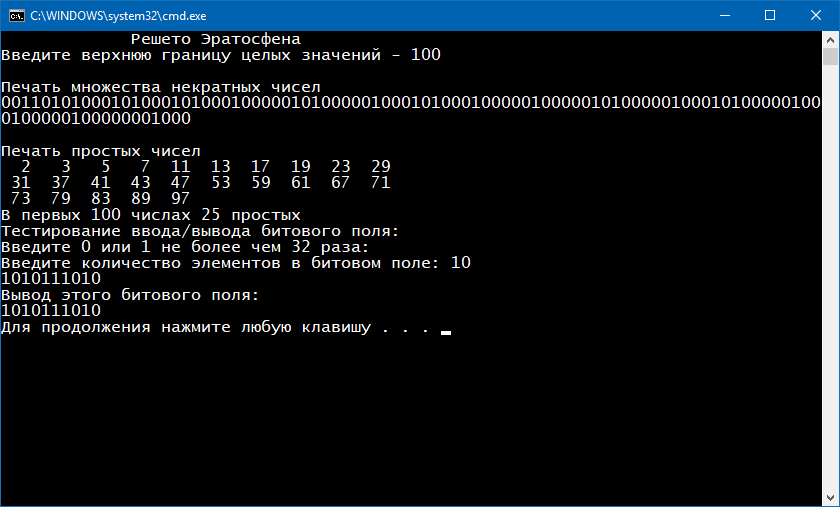 C:\WINDOWS\system32\cmd.exe
Решето Эратосфена
Введите верхнюю границу целых значений - 100
Печать множества некратных чисел
0011010100010100010100010000010100000100010100010000010000010100000100010100000100
0100000100000001000
Печать простых чисел
2 3 5 7 11 13 17 19 23 29
31 37 41 43 47 53 59 61 67 71
73 79 83 89 97
В первых 100 числах 25 простых
Тестирование ввода/вывода битового поля:
Введите 0 или 1 не более чем 32 раза:
Введите количество элементов в битовом поле: 10
1010111010
Вывод этого битового поля:
1010111010
Для продолжения нажмите любую клавишу . . .